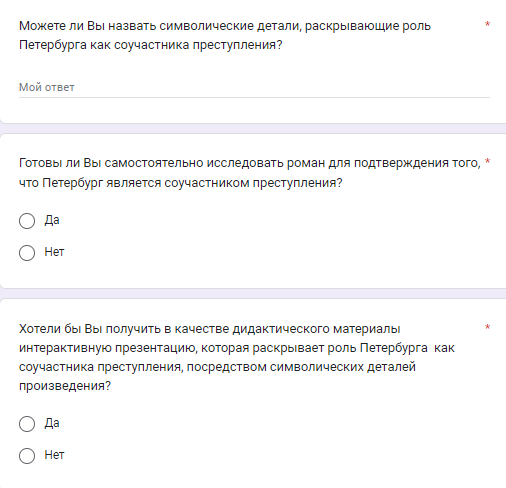 Можете ли Вы назвать символические детали, раскрывающие роль *
Петербурга как соучастника преступления?
Мой ответ
Готовы ли Вы самостоятельно исследовать роман для подтверждения того, *
что Петербург является соучастником преступления?
Да
Нет
Хотели бы Вы получить в качестве дидактического материалы *
интерактивную презентацию, которая раскрывает роль Петербурга как
соучастника преступления, посредством символических деталей
произведения?
Да
Нет